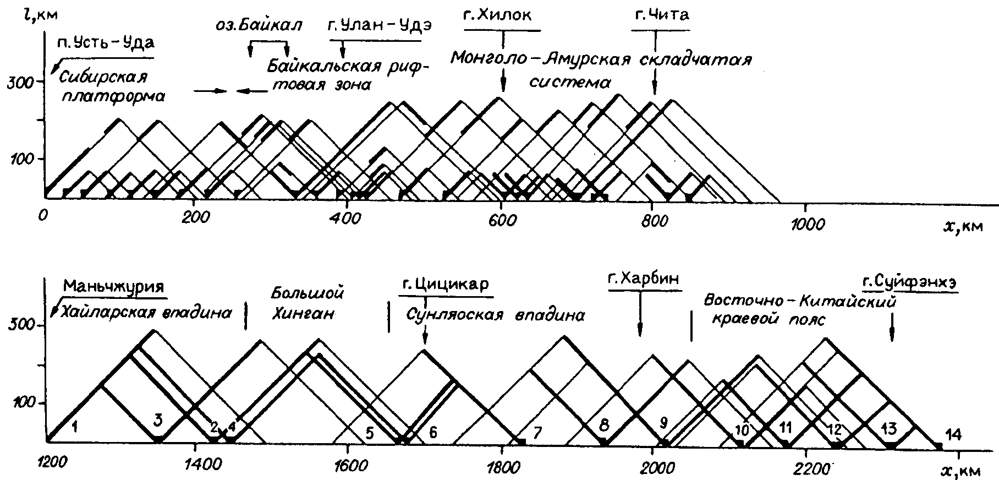 l,км
п.Усть-Уда
оз.Байкал
г.Улан-Удэ
г.Хилок
г.Чита
Сибирская
платформа
Байкальская риф-
товая зона
Монголо-Амурская складчатая
система
300
100
0 200 400 600 800 1000 x,км
Маньчжурия
Хайларская впадина
Большой
Хинган
г.Цицикар
Сунляоская впадина
г.Харбин
Восточно-Китайский
краевой пояс
г.Суйфэнхэ
300
100
1 3 2 4 5 6 7 8 9 10 11 12 13 14
1200 1400 1600 1800 2000 2200 x,км